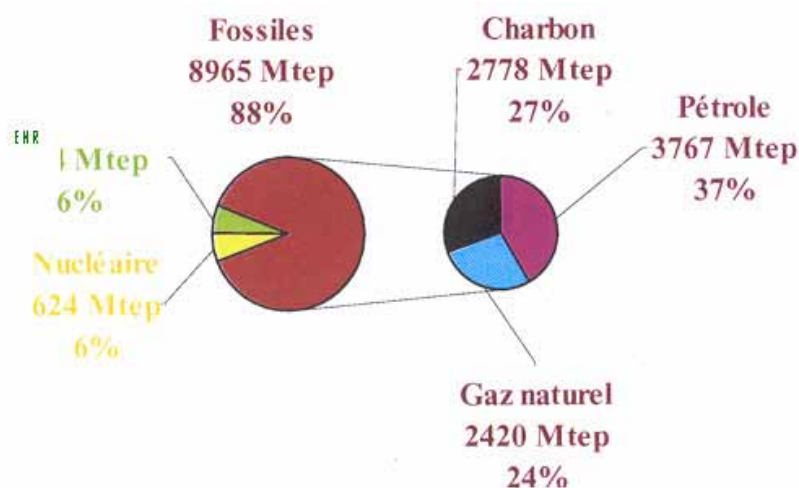 Fossiles
8965 Mtep
88%
Charbon
2778 Mtep
27%
Pétrole
3767 Mtep
37%
EHR
Mtep
6%
Nucléaire
624 Mtep
6%
Gaz naturel
2420 Mtep
24%